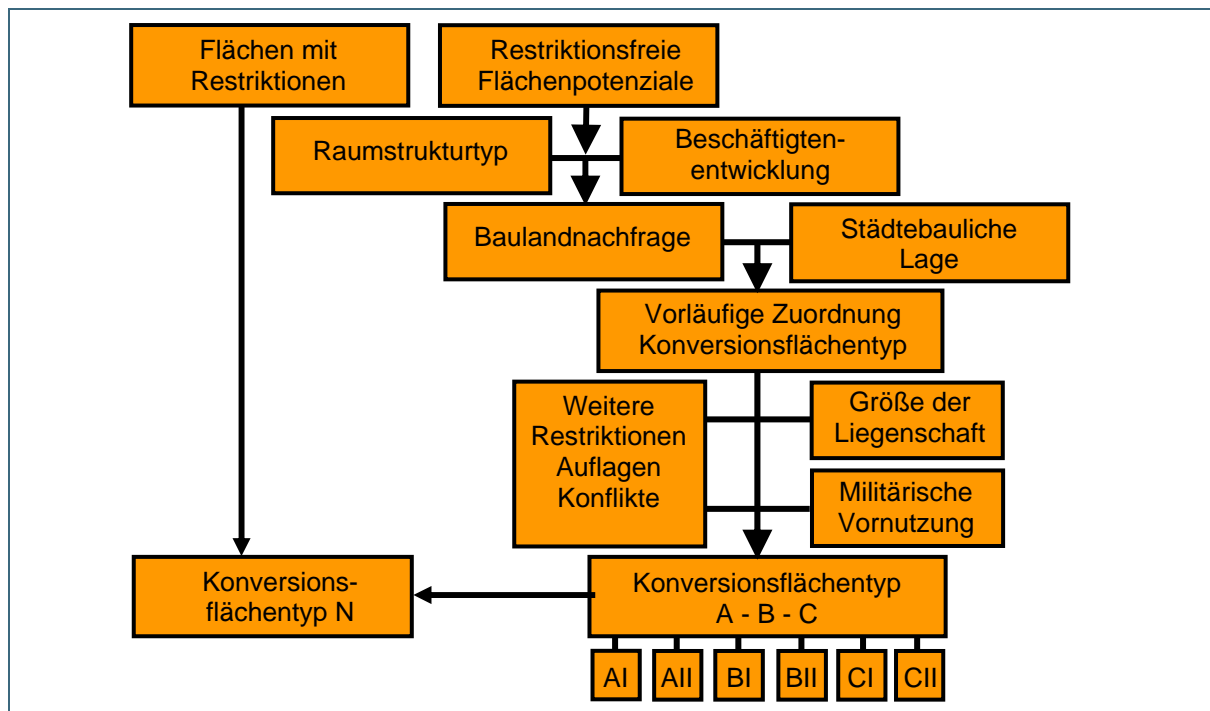 Flächen mit
Restriktionen
Restriktionsfreie
Flächenpotenziale
Raumstrukturtyp
Beschäftigten-
entwicklung
Baulandnachfrage
Städtebauliche
Lage
Vorläufige Zuordnung
Konversionsflächentyp
Weitere
Restriktionen
Auflagen
Konflikte
Größe der
Liegenschaft
Militärische
Vornutzung
Konversions-
flächentyp N
Konversionsflächentyp
A - B - C
AI
AII
BI
BII
CI
CII